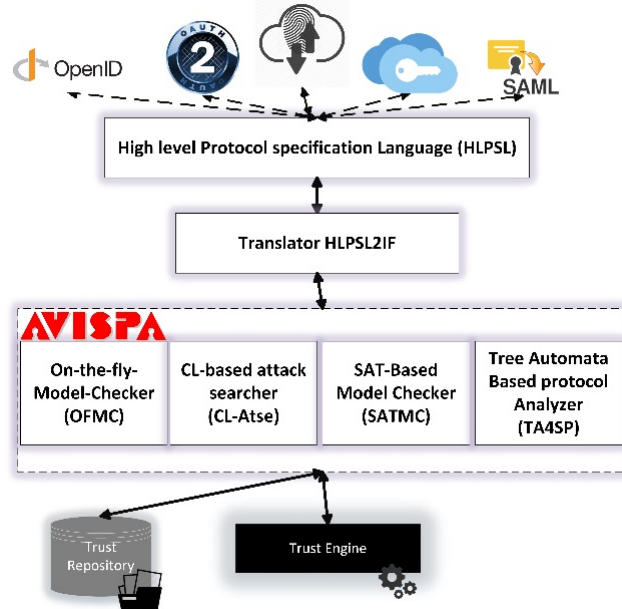 OpenID
OAUTH
2
SAML
High level Protocol specification Language (HLPSL)
Translator HLPSL2IF
AVISPA
On-the-fly-
Model-Checker
(OFMC)
CL-based attack
searcher
(CL-Atse)
SAT-Based
Model Checker
(SATMC)
Tree Automata
Based protocol
Analyzer
(TA4SP)
Trust
Repository
Trust Engine